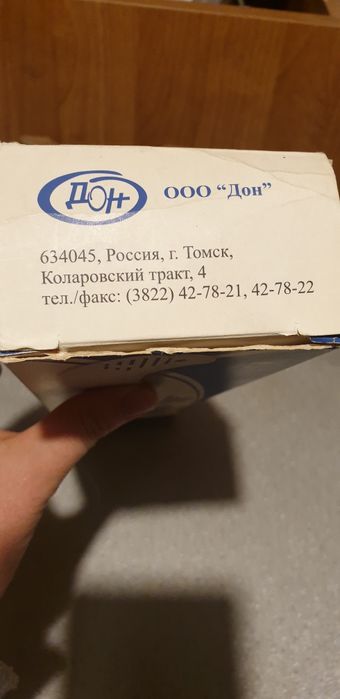 Дон
ООО “Дон”
634045, Россия, г. Томск,
Коларовский тракт, 4
тел./факс: (3822) 42-78-21, 42-78-22